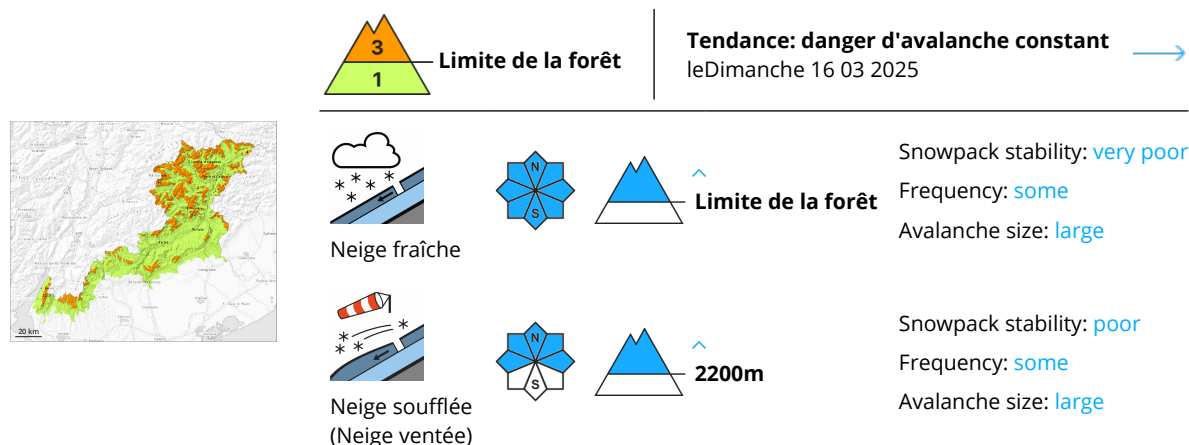 3
1
Limite de la forêt
Tendance: danger d'avalanche constant
leDimanche 16 03 2025
20 km
Neige fraîche
N
S
Limite de la forêt
Snowpack stability: very poor
Frequency: some
Avalanche size: large
Neige soufflée
(Neige ventée)
N
S
2200m
Snowpack stability: poor
Frequency: some
Avalanche size: large